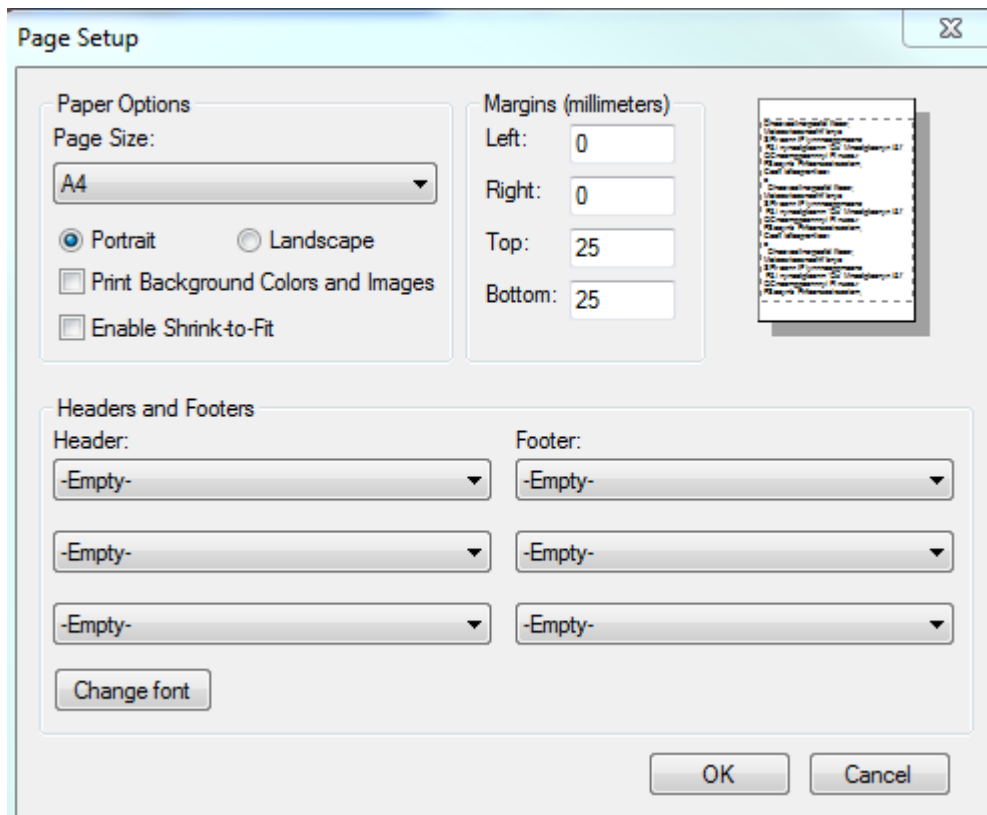 Page Setup
Paper Options
Page Size:
A4
Portrait
Landscape
Print Background Colors and Images
Enable Shrink-to-Fit
Margins (millimeters)
Left: 0
Right: 0
Top: 25
Bottom: 25
Headers and Footers
Header:
Footer:
-Empty-
-Empty-
-Empty-
-Empty-
-Empty-
-Empty-
Change font
OK
Cancel